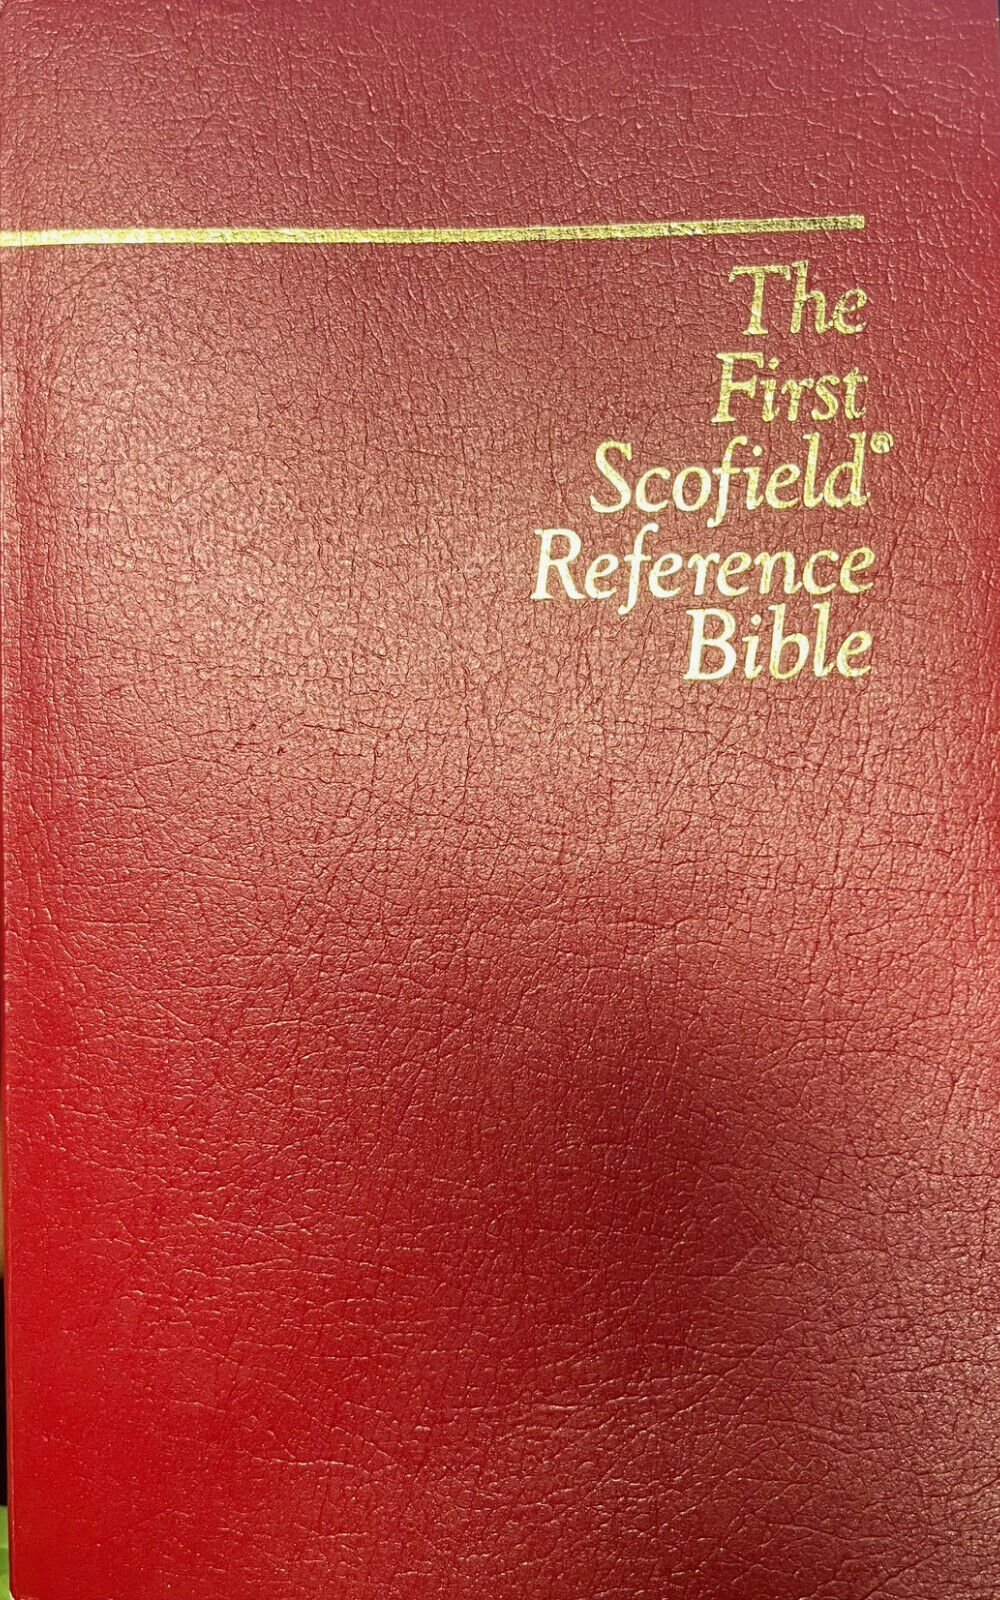 The
First
Scofield®
Reference
Bible